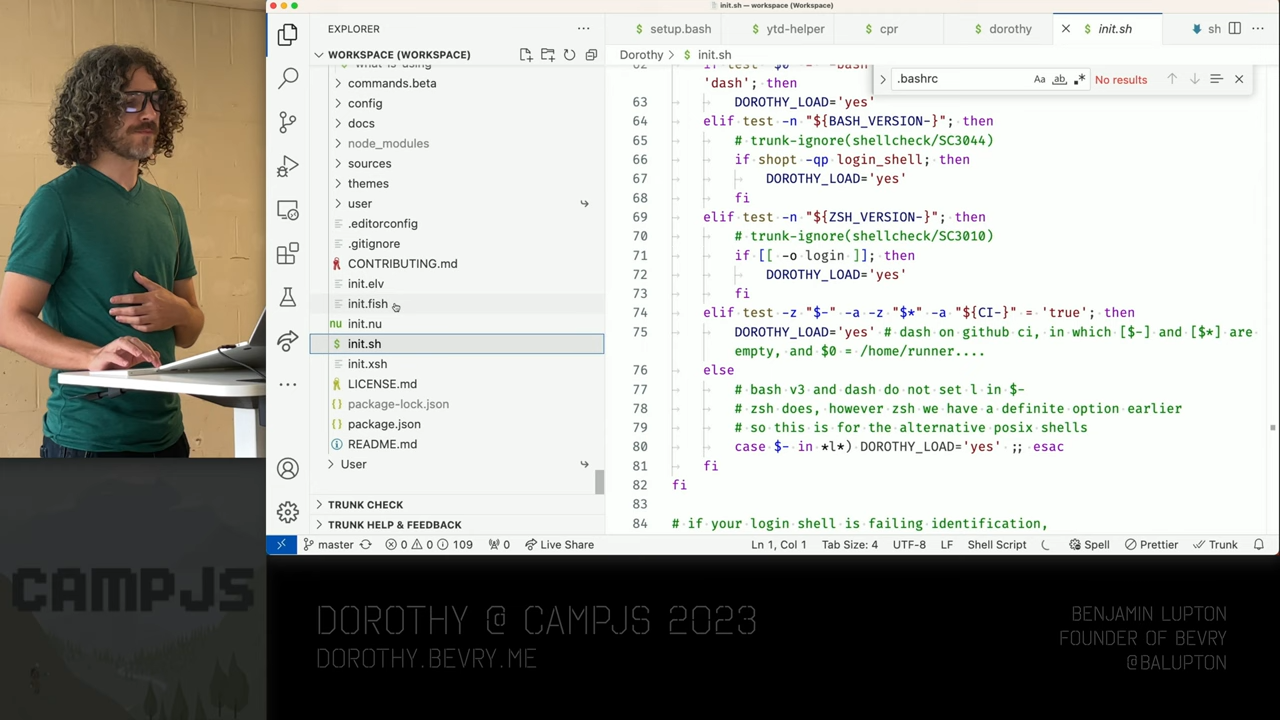 init.sh — workspace (Workspace)
EXPLORER
WORKSPACE (WORKSPACE)
commands.beta
config
docs
node_modules
sources
themes
user
.editorconfig
.gitignore
CONTRIBUTING.md
init.elv
init.fish
nu init.nu
$ init.sh
init.xsh
LICENSE.md
package-lock.json
package.json
README.md
User
TRUNK CHECK
TRUNK HELP & FEEDBACK
$ setup.bash
$ ytd-helper
$ cpr
$ dorothy
$ init.sh
sh
Dorothy > $ init.sh
.bashrc
Aa ab .*
No results
'dash'; then
63 DOROTHY_LOAD='yes'
64 elif test -n "${BASH_VERSION-}"; then
65 # trunk-ignore(shellcheck/SC3044)
66 if shopt -qp login_shell; then
67 DOROTHY_LOAD='yes'
68 fi
69 elif test -n "${ZSH_VERSION-}"; then
70 # trunk-ignore(shellcheck/SC3010)
71 if [[ -o login ]]; then
72 DOROTHY_LOAD='yes'
73 fi
74 elif test -z "$-" -a -z "$*" -a "${CI-}" = 'true'; then
75 DOROTHY_LOAD='yes' # dash on github ci, in which [$-] and [$*] are
empty, and $0 = /home/runner....
76 else
77 # bash v3 and dash do not set l in $-
78 # zsh does, however zsh we have a definite option earlier
79 # so this is for the alternative posix shells
80 case $- in *l*) DOROTHY_LOAD='yes' ;; esac
81 fi
82 fi
83
84 # if your login shell is failing identification,
master 0 0 109 0 Live Share Ln 1, Col 1 Tab Size: 4 UTF-8 LF Shell Script Spell Prettier Trunk
CAMPJS
DOROTHY @ CAMPJS 2023
DOROTHY.BEVRY.ME
BENJAMIN LUPTON
FOUNDER OF BEVRY
@BALUPTON